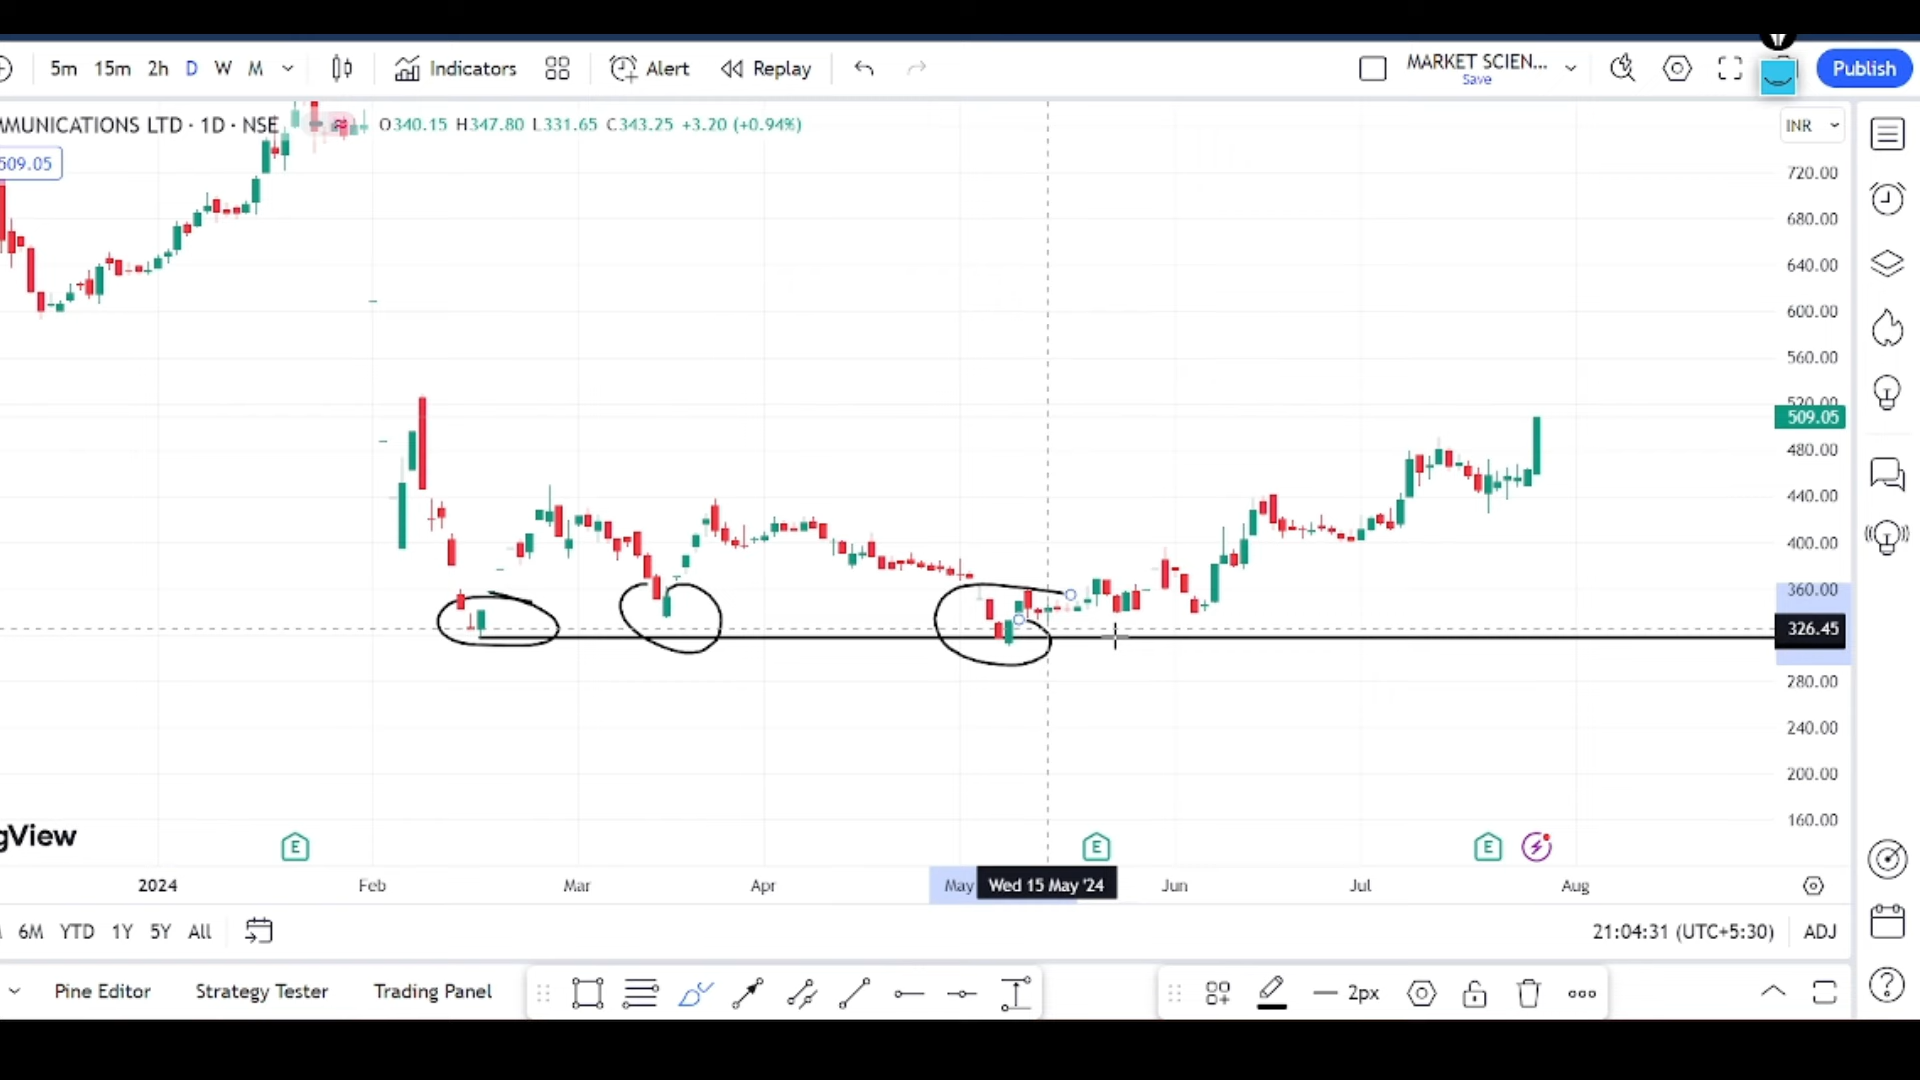 5m 15m 2h D W M Indicators Alert Replay MARKET SCIEN... Save Publish
MMUNICATIONS LTD · 1D · NSE O340.15 H347.80 L331.65 C343.25 +3.20 (+0.94%) INR
509.05
720.00
680.00
640.00
600.00
560.00
520.00
509.05
480.00
440.00
400.00
360.00
326.45
280.00
240.00
200.00
160.00
gView
E E E
2024 Feb Mar Apr May Wed 15 May '24 Jun Jul Aug
6M YTD 1Y 5Y All 21:04:31 (UTC+5:30) ADJ
Pine Editor Strategy Tester Trading Panel 2px